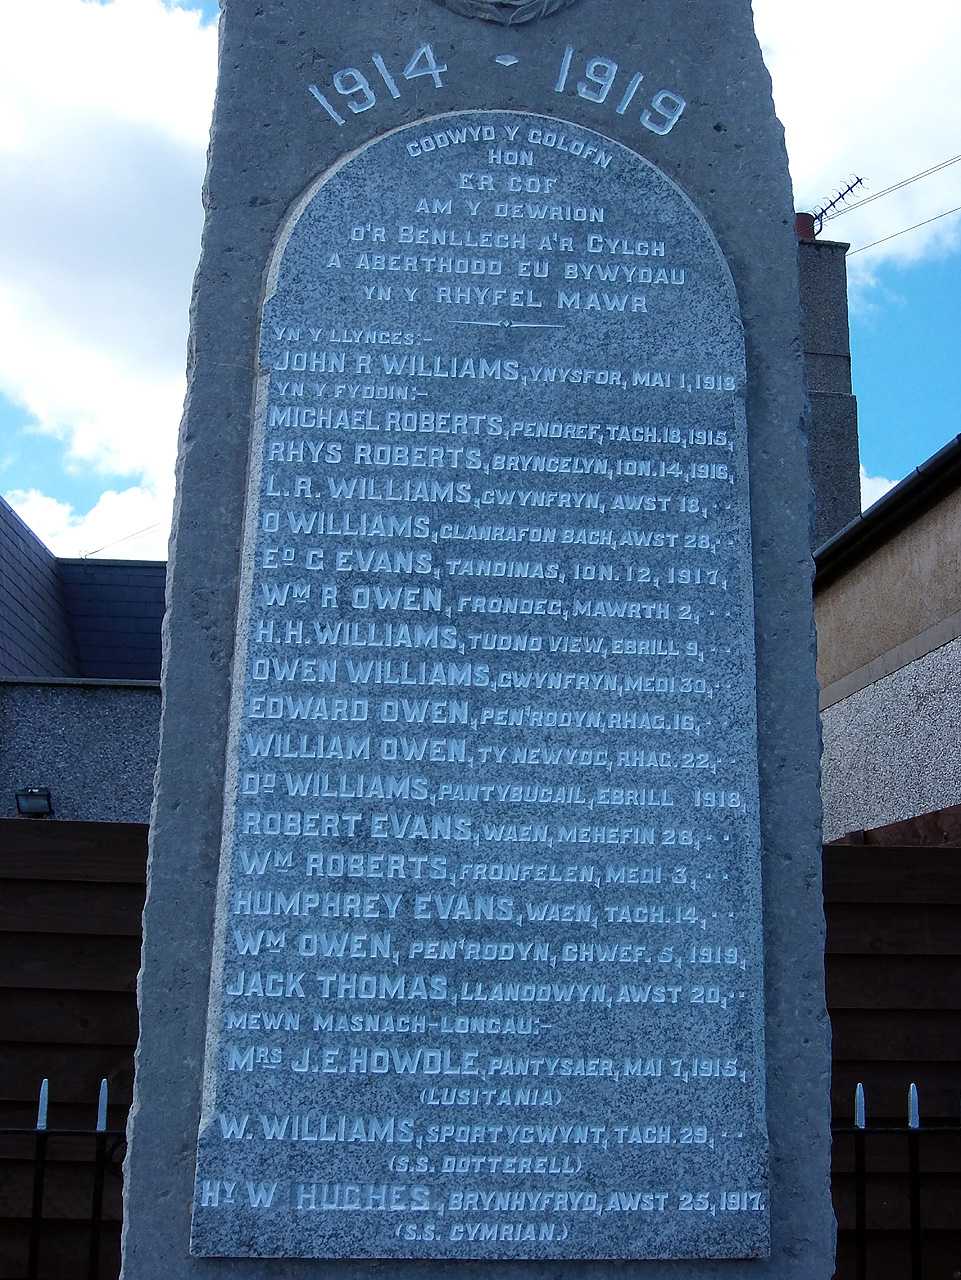 1914 - 1919
CODWYD Y GOLOFN
HON
ER COF
AM Y DEWRION
O'R BENLLECH A'R CYLCH
A ABERTHODD EU BYWYDAU
YN Y RHYFEL MAWR
YN Y LLYNGES:-
JOHN R WILLIAMS, YNYSFOR, MAI 1, 1918
YN Y FYDDIN:-
MICHAEL ROBERTS, PENDREF, TACH. 18, 1915,
RHYS ROBERTS, BRYNCELYN, ION. 14, 1916,
L. R. WILLIAMS, GWYNFRYN, AWST 18, ..
O WILLIAMS, GLANRAFON BACH, AWST 28, ..
ED G EVANS, TANDINAS, ION. 12, 1917,
WM R OWEN, FRONDEG, MAWRTH 2, ..
H. H. WILLIAMS, TUDNO VIEW, EBRILL 9, ..
OWEN WILLIAMS, GWYNFRYN, MEDI 30, ..
EDWARD OWEN, PEN'RODYN, RHAG. 16, ..
WILLIAM OWEN, TY NEWYDD, RHAG. 22, ..
DD WILLIAMS, PANTYBUGAIL, EBRILL 1918,
ROBERT EVANS, WAEN, MEHEFIN 28, ..
WM ROBERTS, FRONFELEN, MEDI 3, ..
HUMPHREY EVANS, WAEN, TACH. 14, ..
WM OWEN, PEN'RODYN, CHWEF. 5, 1919,
JACK THOMAS, LLANDDWYN, AWST 20, ..
MEWN MASNACH-LONGAU:-
MRS J. E. HOWDLE, PANTYSAER, MAI 7, 1915,
(LUSITANIA)
W. WILLIAMS, SPORTYGWYNT, TACH. 29, ..
(S.S. DOTTERELL)
HY W HUGHES, BRYNHYFRYD, AWST 25, 1917.
(S.S. CYMRIAN.)